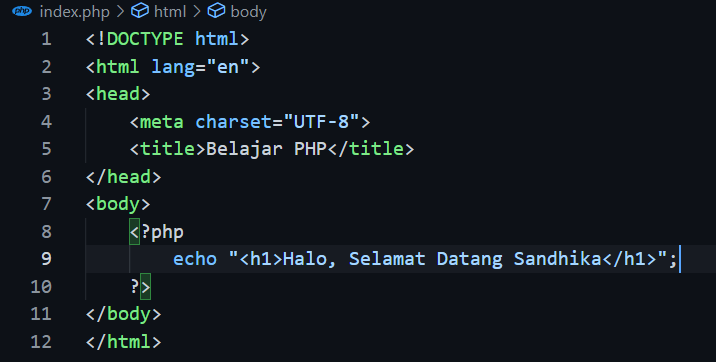 php index.php > html > body
1 <!DOCTYPE html>
2 <html lang="en">
3 <head>
4 <meta charset="UTF-8">
5 <title>Belajar PHP</title>
6 </head>
7 <body>
8 <?php
9 echo "<h1>Halo, Selamat Datang Sandhika</h1>";
10 ?>
11 </body>
12 </html>